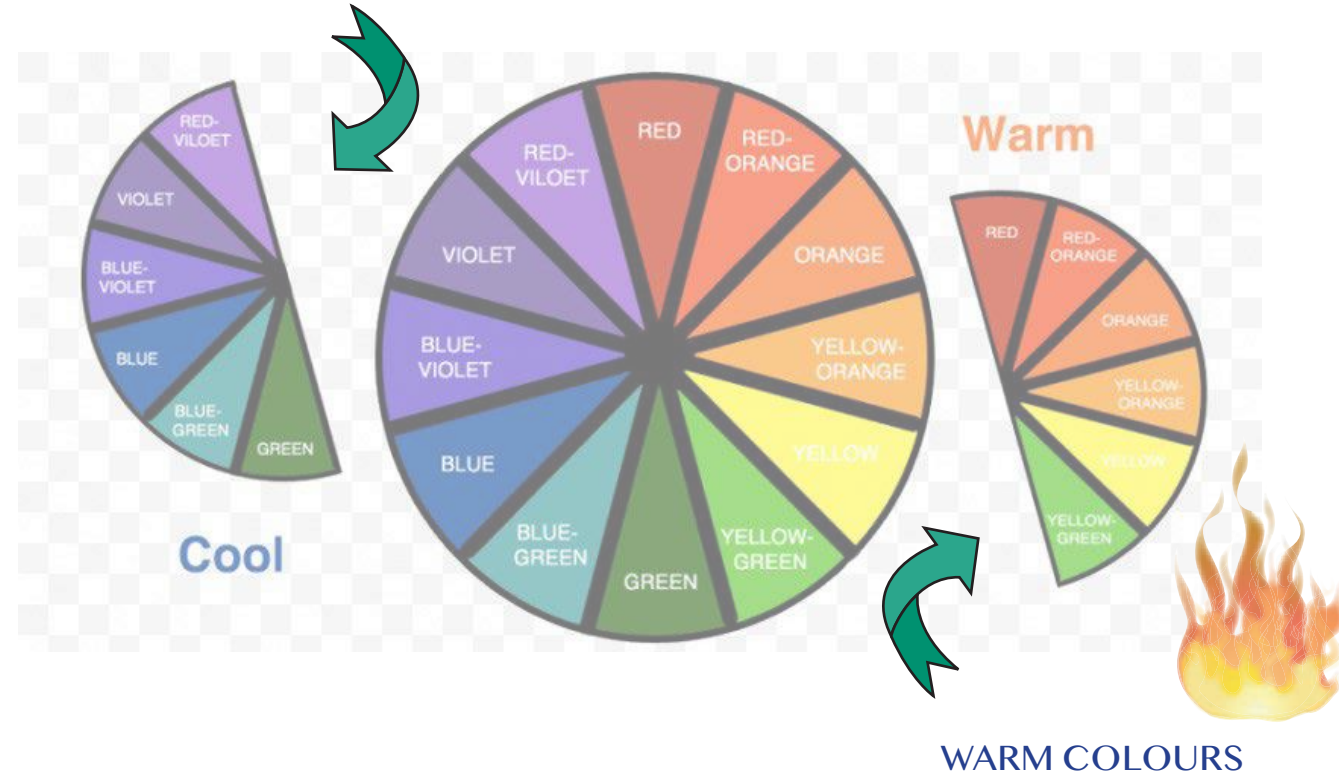 RED-
VILOET
VIOLET
BLUE-
VIOLET
BLUE
BLUE-
GREEN
GREEN
Cool
RED
RED-
ORANGE
ORANGE
YELLOW-
ORANGE
YELLOW
YELLOW-
GREEN
GREEN
BLUE-
GREEN
BLUE
BLUE-
VIOLET
VIOLET
RED-
VILOET
Warm
RED
RED-
ORANGE
ORANGE
YELLOW-
ORANGE
YELLOW
YELLOW-
GREEN
WARM COLOURS